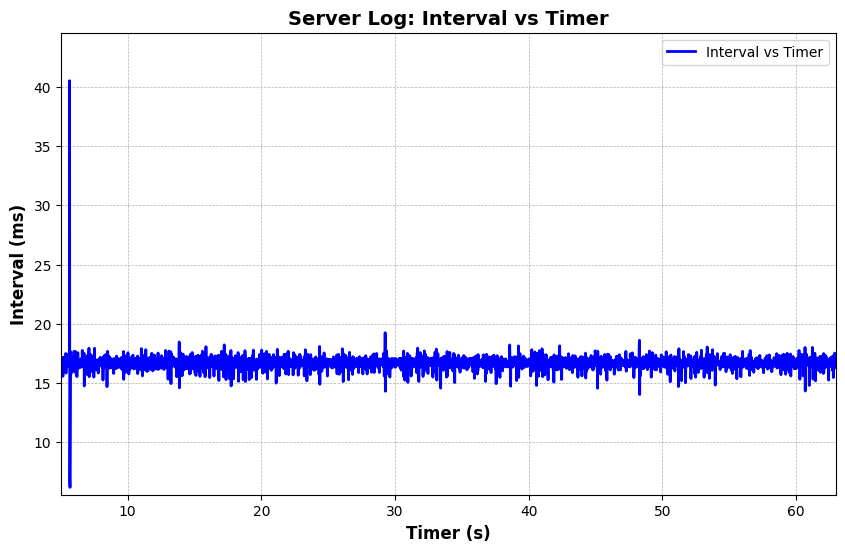 Server Log: Interval vs Timer
Interval vs Timer
Interval (ms)
40
35
30
25
20
15
10
10 20 30 40 50 60
Timer (s)